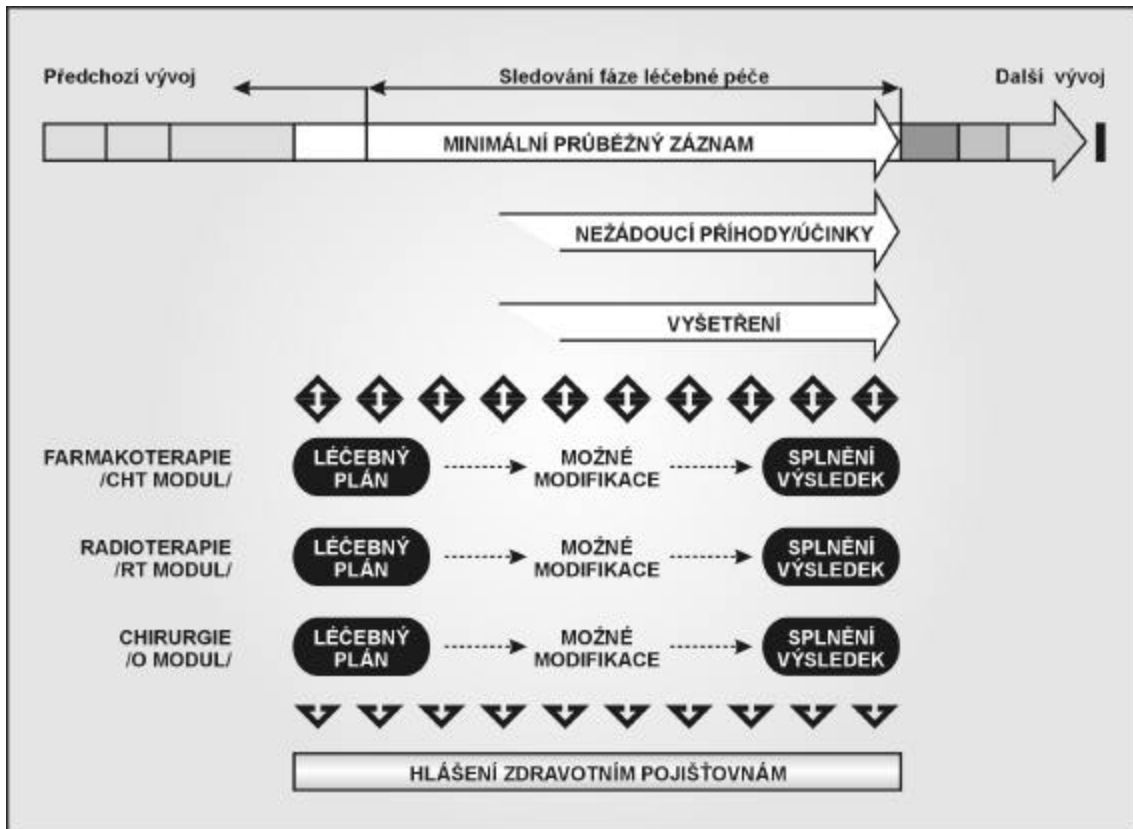 Předchozí vývoj
Sledování fáze léčebné péče
Další vývoj
MINIMÁLNÍ PRŮBĚŽNÝ ZÁZNAM
NEŽÁDOUCÍ PŘÍHODY/ÚČINKY
VYŠETŘENÍ
FARMAKOTERAPIE
/CHT MODUL/
LÉČEBNÝ
PLÁN
MOŽNÉ
MODIFIKACE
SPLNĚNÍ
VÝSLEDEK
RADIOTERAPIE
/RT MODUL/
LÉČEBNÝ
PLÁN
MOŽNÉ
MODIFIKACE
SPLNĚNÍ
VÝSLEDEK
CHIRURGIE
/O MODUL/
LÉČEBNÝ
PLÁN
MOŽNÉ
MODIFIKACE
SPLNĚNÍ
VÝSLEDEK
HLÁŠENÍ ZDRAVOTNÍM POJIŠŤOVNÁM